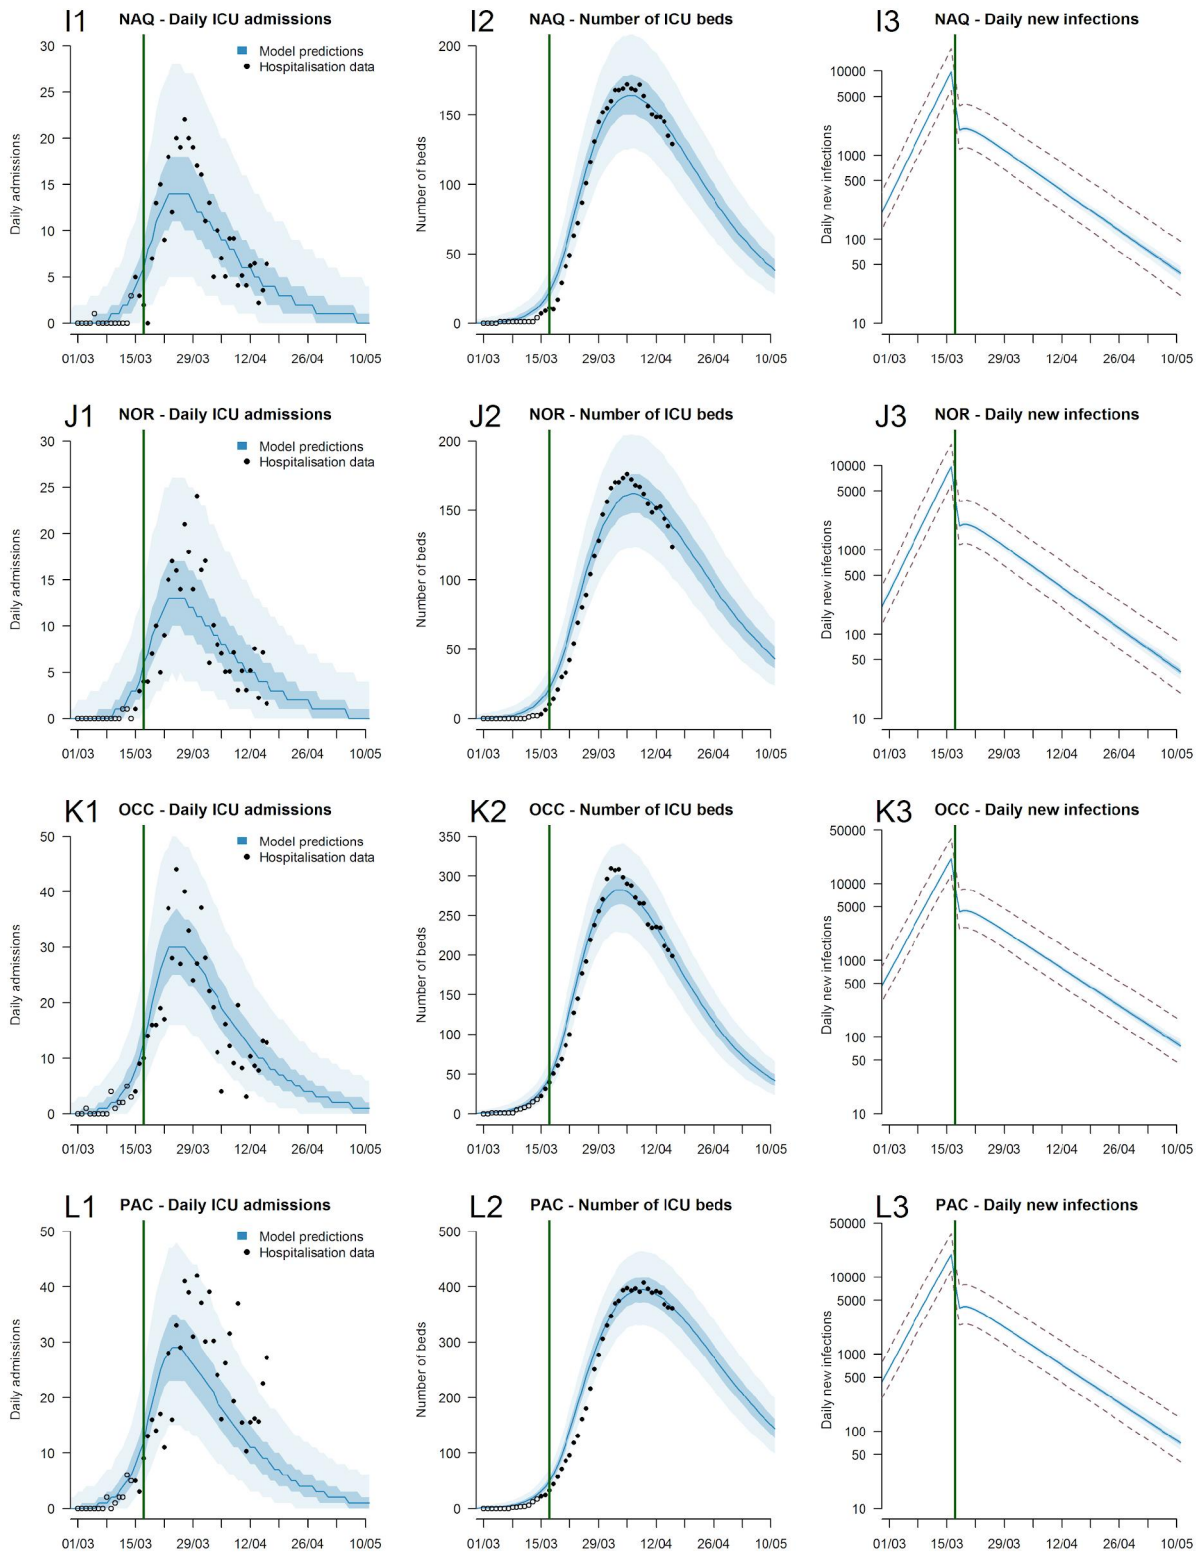 I1 NAQ - Daily ICU admissions
Model predictions
Hospitalisation data
Daily admissions
30
25
20
15
10
5
0
01/03 15/03 29/03 12/04 26/04 10/05
I2 NAQ - Number of ICU beds
Number of beds
200
150
100
50
0
01/03 15/03 29/03 12/04 26/04 10/05
I3 NAQ - Daily new infections
Daily new infections
10000
5000
1000
500
100
50
10
01/03 15/03 29/03 12/04 26/04 10/05
J1 NOR - Daily ICU admissions
Model predictions
Hospitalisation data
Daily admissions
30
25
20
15
10
5
0
01/03 15/03 29/03 12/04 26/04 10/05
J2 NOR - Number of ICU beds
Number of beds
200
150
100
50
0
01/03 15/03 29/03 12/04 26/04 10/05
J3 NOR - Daily new infections
Daily new infections
10000
5000
1000
500
100
50
10
01/03 15/03 29/03 12/04 26/04 10/05
K1 OCC - Daily ICU admissions
Model predictions
Hospitalisation data
Daily admissions
50
40
30
20
10
0
01/03 15/03 29/03 12/04 26/04 10/05
K2 OCC - Number of ICU beds
Number of beds
350
300
250
200
150
100
50
0
01/03 15/03 29/03 12/04 26/04 10/05
K3 OCC - Daily new infections
Daily new infections
50000
10000
5000
1000
500
100
50
10
01/03 15/03 29/03 12/04 26/04 10/05
L1 PAC - Daily ICU admissions
Model predictions
Hospitalisation data
Daily admissions
50
40
30
20
10
0
01/03 15/03 29/03 12/04 26/04 10/05
L2 PAC - Number of ICU beds
Number of beds
500
400
300
200
100
0
01/03 15/03 29/03 12/04 26/04 10/05
L3 PAC - Daily new infections
Daily new infections
50000
10000
5000
1000
500
100
50
10
01/03 15/03 29/03 12/04 26/04 10/05